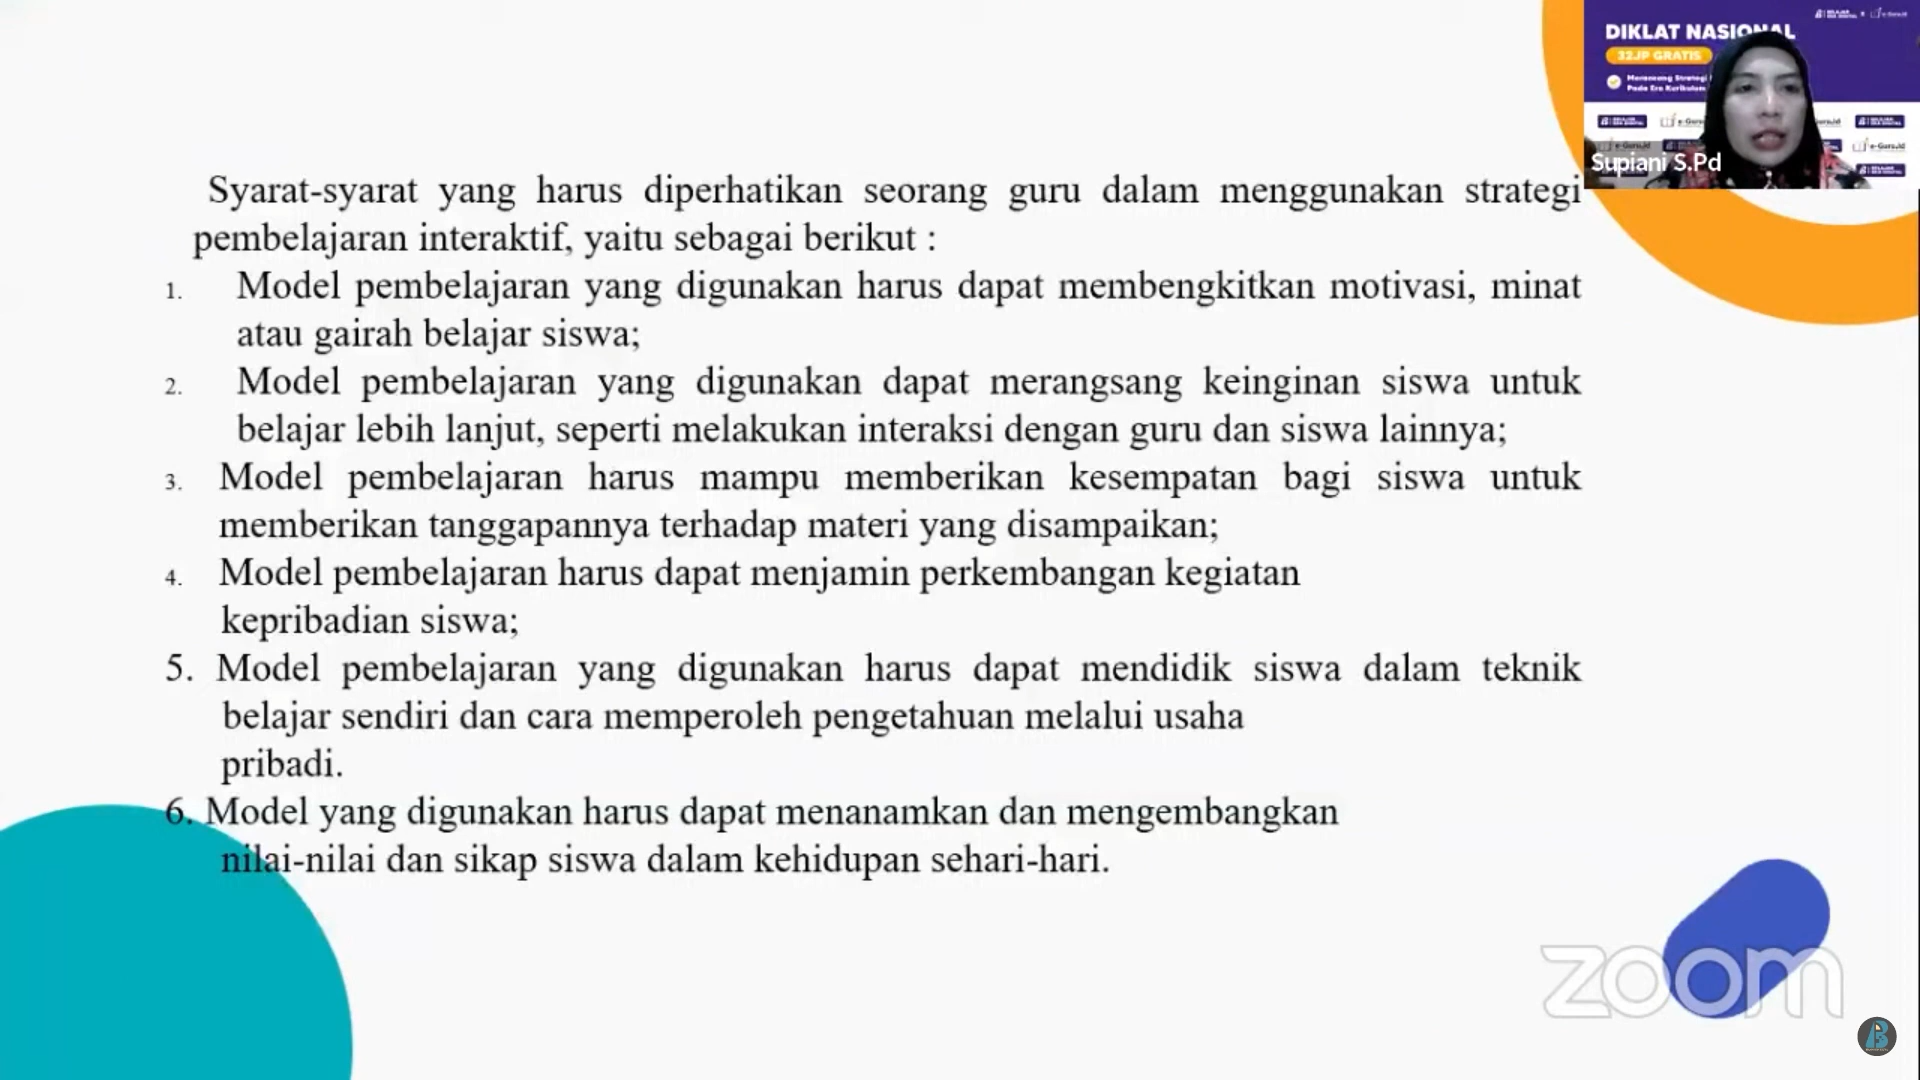 DIKLAT NASIONAL
32JP GRATIS
Merancang Strategi
Pada Era Kurikulum
Supiani S.Pd
Syarat-syarat yang harus diperhatikan seorang guru dalam menggunakan strategi
pembelajaran interaktif, yaitu sebagai berikut :
1. Model pembelajaran yang digunakan harus dapat membengkitkan motivasi, minat
atau gairah belajar siswa;
2. Model pembelajaran yang digunakan dapat merangsang keinginan siswa untuk
belajar lebih lanjut, seperti melakukan interaksi dengan guru dan siswa lainnya;
3. Model pembelajaran harus mampu memberikan kesempatan bagi siswa untuk
memberikan tanggapannya terhadap materi yang disampaikan;
4. Model pembelajaran harus dapat menjamin perkembangan kegiatan
kepribadian siswa;
5. Model pembelajaran yang digunakan harus dapat mendidik siswa dalam teknik
belajar sendiri dan cara memperoleh pengetahuan melalui usaha
pribadi.
6. Model yang digunakan harus dapat menanamkan dan mengembangkan
nilai-nilai dan sikap siswa dalam kehidupan sehari-hari.
zoom